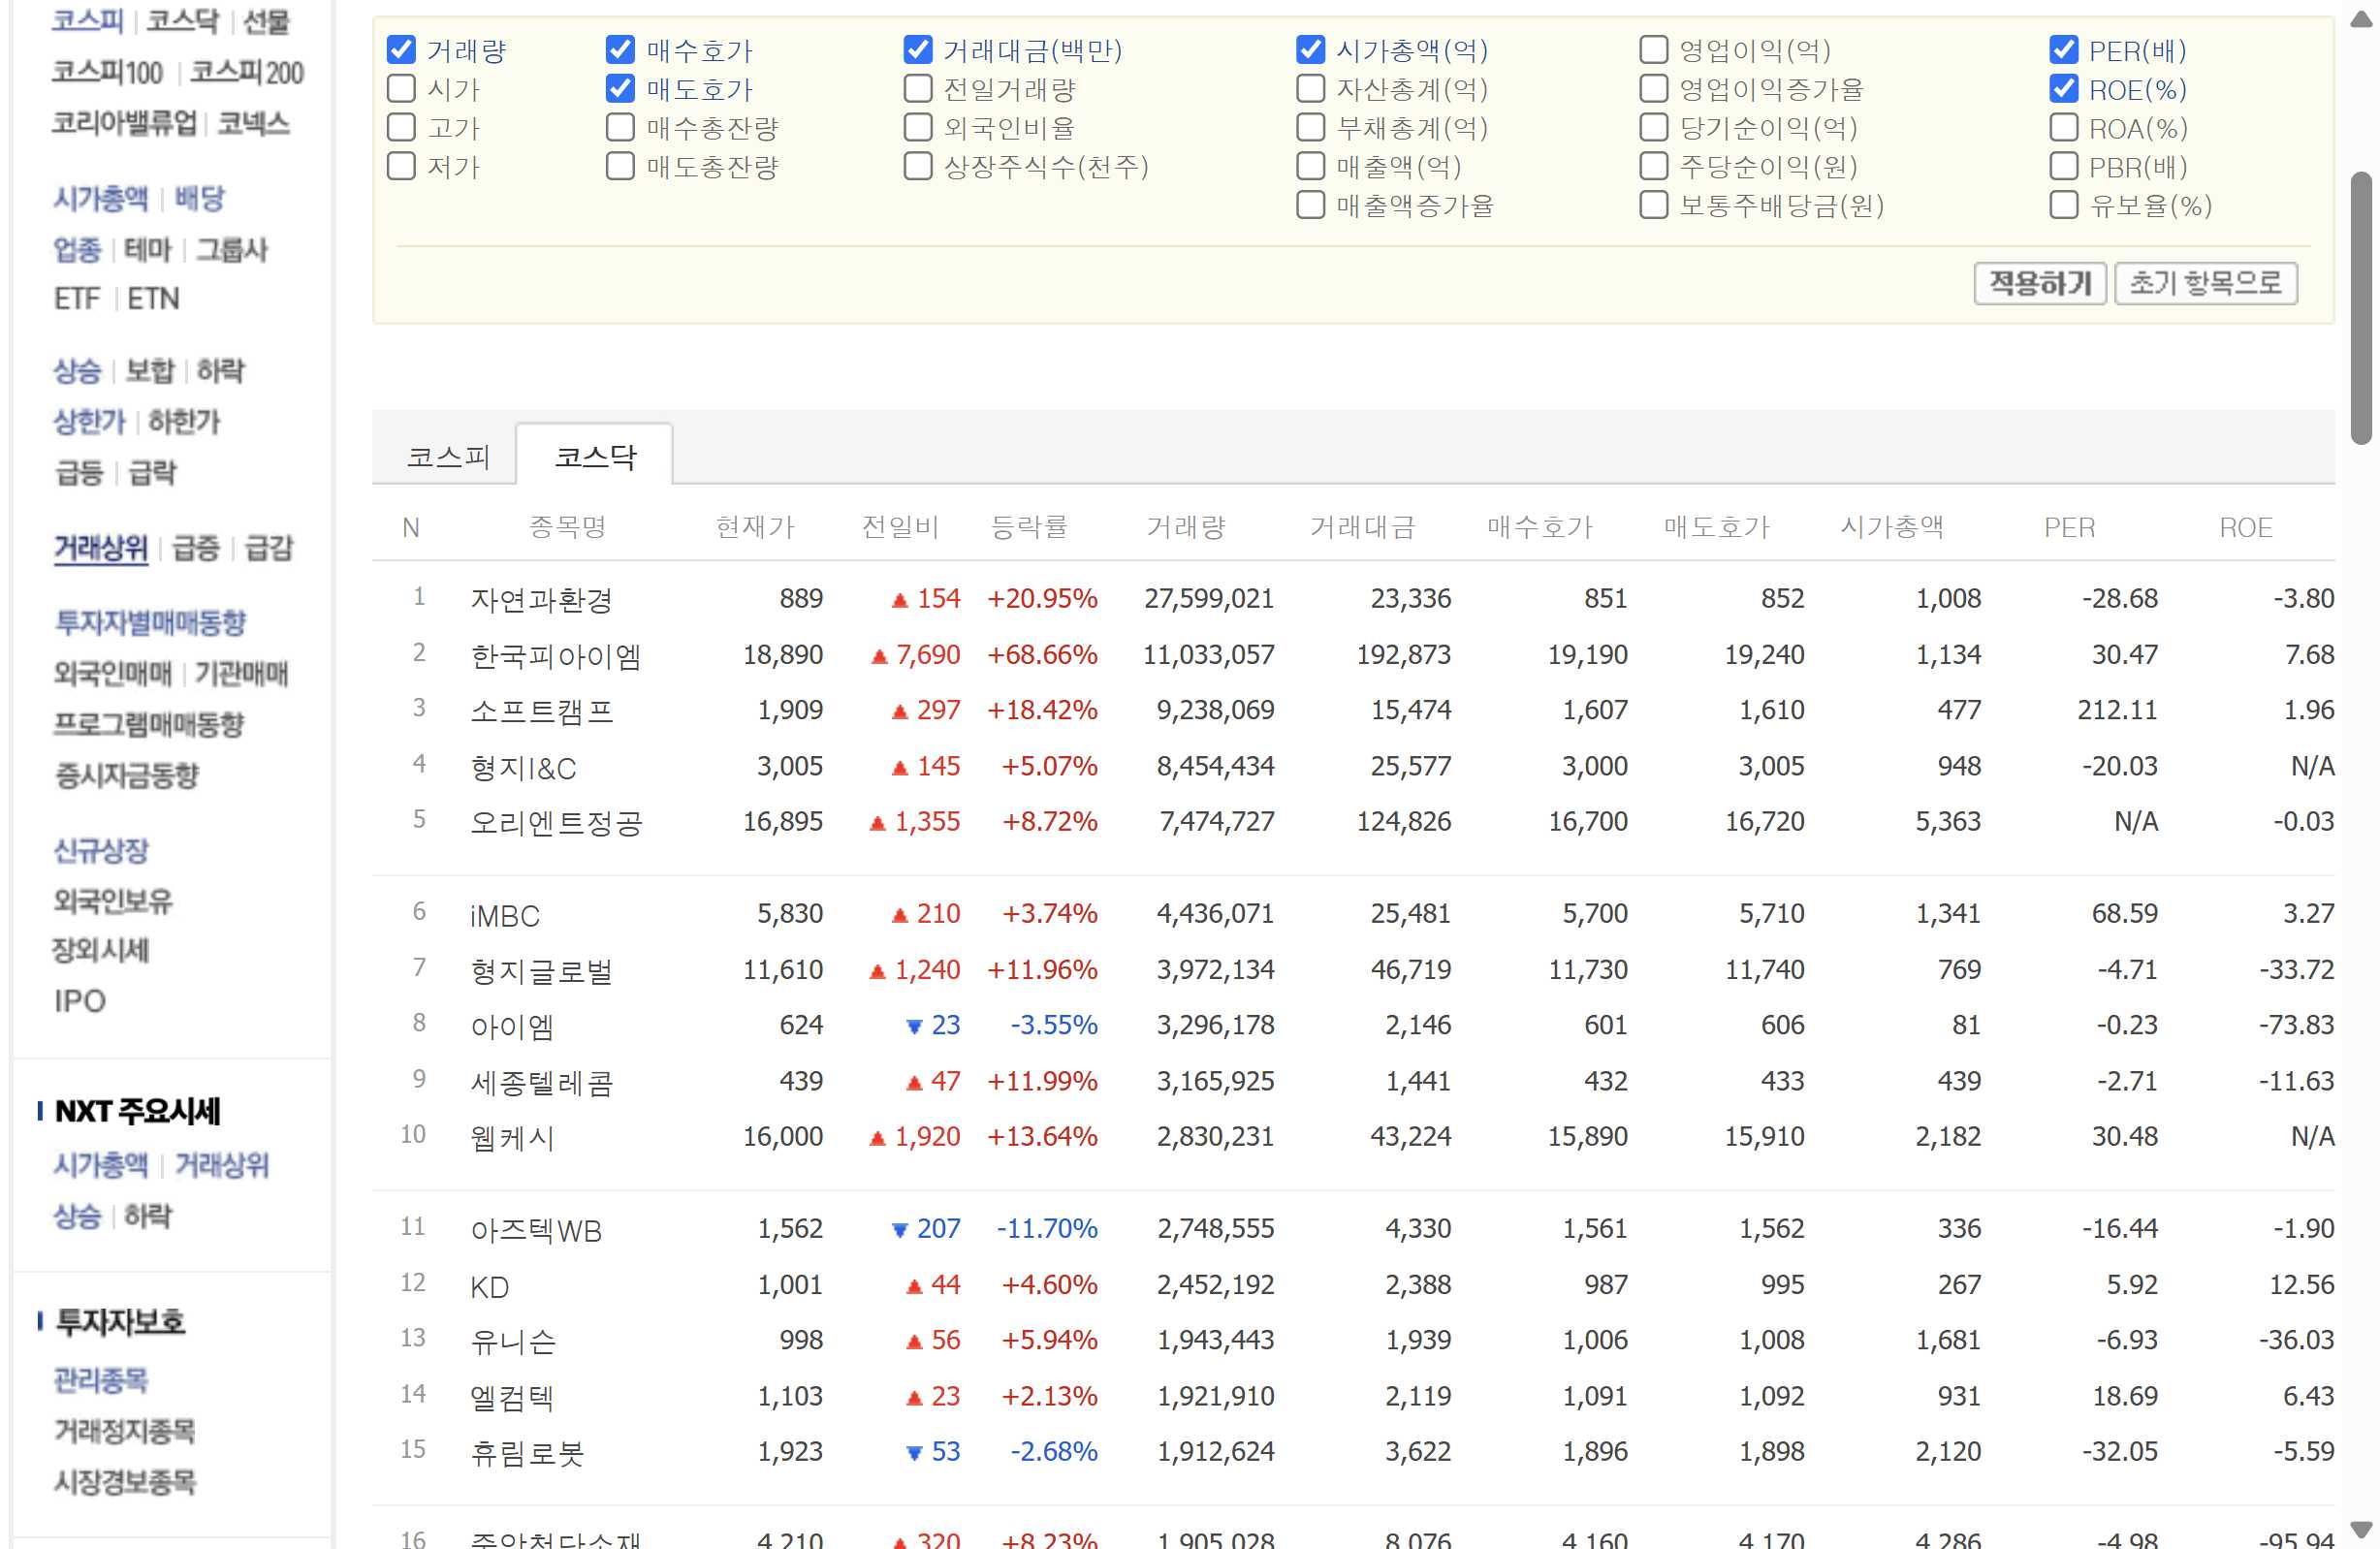 코스피 코스닥 선물
코스피100 코스피200
코리아밸류업 코넥스
시가총액 배당
업종 테마 그룹사
ETF ETN
상승 보합 하락
상한가 하한가
급등 급락
거래상위 급증 급감
투자자별매매동향
외국인매매 기관매매
프로그램매매동향
증시자금동향
신규상장
외국인보유
장외시세
IPO
NXT 주요시세
시가총액 거래상위
상승 하락
투자자보호
관리종목
거래정지종목
시장경보종목
거래량 매수호가 거래대금(백만) 시가총액(억) 영업이익(억) PER(배)
시가 매도호가 전일거래량 자산총계(억) 영업이익증가율 ROE(%)
고가 매수총잔량 외국인비율 부채총계(억) 당기순이익(억) ROA(%)
저가 매도총잔량 상장주식수(천주) 매출액(억) 주당순이익(원) PBR(배)
매출액증가율 보통주배당금(원) 유보율(%)
적용하기 초기 항목으로
코스피 코스닥
N 종목명 현재가 전일비 등락률 거래량 거래대금 매수호가 매도호가 시가총액 PER ROE
1 자연과환경 889 ▲ 154 +20.95% 27,599,021 23,336 851 852 1,008 -28.68 -3.80
2 한국피아이엠 18,890 ▲ 7,690 +68.66% 11,033,057 192,873 19,190 19,240 1,134 30.47 7.68
3 소프트캠프 1,909 ▲ 297 +18.42% 9,238,069 15,474 1,607 1,610 477 212.11 1.96
4 형지I&C 3,005 ▲ 145 +5.07% 8,454,434 25,577 3,000 3,005 948 -20.03 N/A
5 오리엔트정공 16,895 ▲ 1,355 +8.72% 7,474,727 124,826 16,700 16,720 5,363 N/A -0.03
6 iMBC 5,830 ▲ 210 +3.74% 4,436,071 25,481 5,700 5,710 1,341 68.59 3.27
7 형지글로벌 11,610 ▲ 1,240 +11.96% 3,972,134 46,719 11,730 11,740 769 -4.71 -33.72
8 아이엠 624 ▼ 23 -3.55% 3,296,178 2,146 601 606 81 -0.23 -73.83
9 세종텔레콤 439 ▲ 47 +11.99% 3,165,925 1,441 432 433 439 -2.71 -11.63
10 웹케시 16,000 ▲ 1,920 +13.64% 2,830,231 43,224 15,890 15,910 2,182 30.48 N/A
11 아즈텍WB 1,562 ▼ 207 -11.70% 2,748,555 4,330 1,561 1,562 336 -16.44 -1.90
12 KD 1,001 ▲ 44 +4.60% 2,452,192 2,388 987 995 267 5.92 12.56
13 유니슨 998 ▲ 56 +5.94% 1,943,443 1,939 1,006 1,008 1,681 -6.93 -36.03
14 엘컴텍 1,103 ▲ 23 +2.13% 1,921,910 2,119 1,091 1,092 931 18.69 6.43
15 휴림로봇 1,923 ▼ 53 -2.68% 1,912,624 3,622 1,896 1,898 2,120 -32.05 -5.59
16 중앙첨단소재 4,210 ▲ 320 +8.23% 1,905,028 8,076 4,160 4,170 4,286 -4.98 -95.94